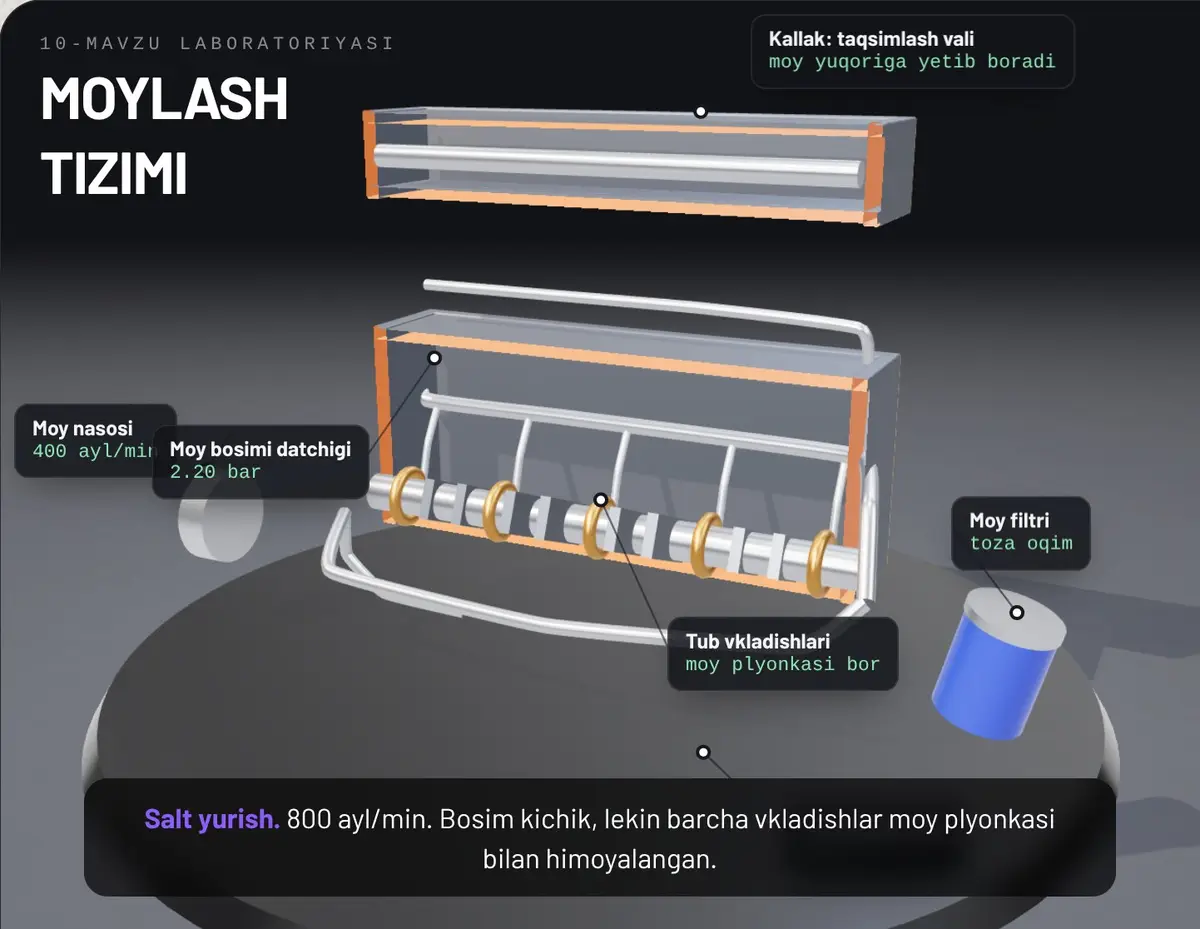 10-MAVZU LABORATORIYASI
MOYLASH
TIZIMI
Kallak: taqsimlash vali
moy yuqoriga yetib boradi
Moy nasosi
400 ayl/min
Moy bosimi datchigi
2.20 bar
Moy filtri
toza oqim
Tub vkladishlari
moy plyonkasi bor
Salt yurish. 800 ayl/min. Bosim kichik, lekin barcha vkladishlar moy plyonkasi
bilan himoyalangan.